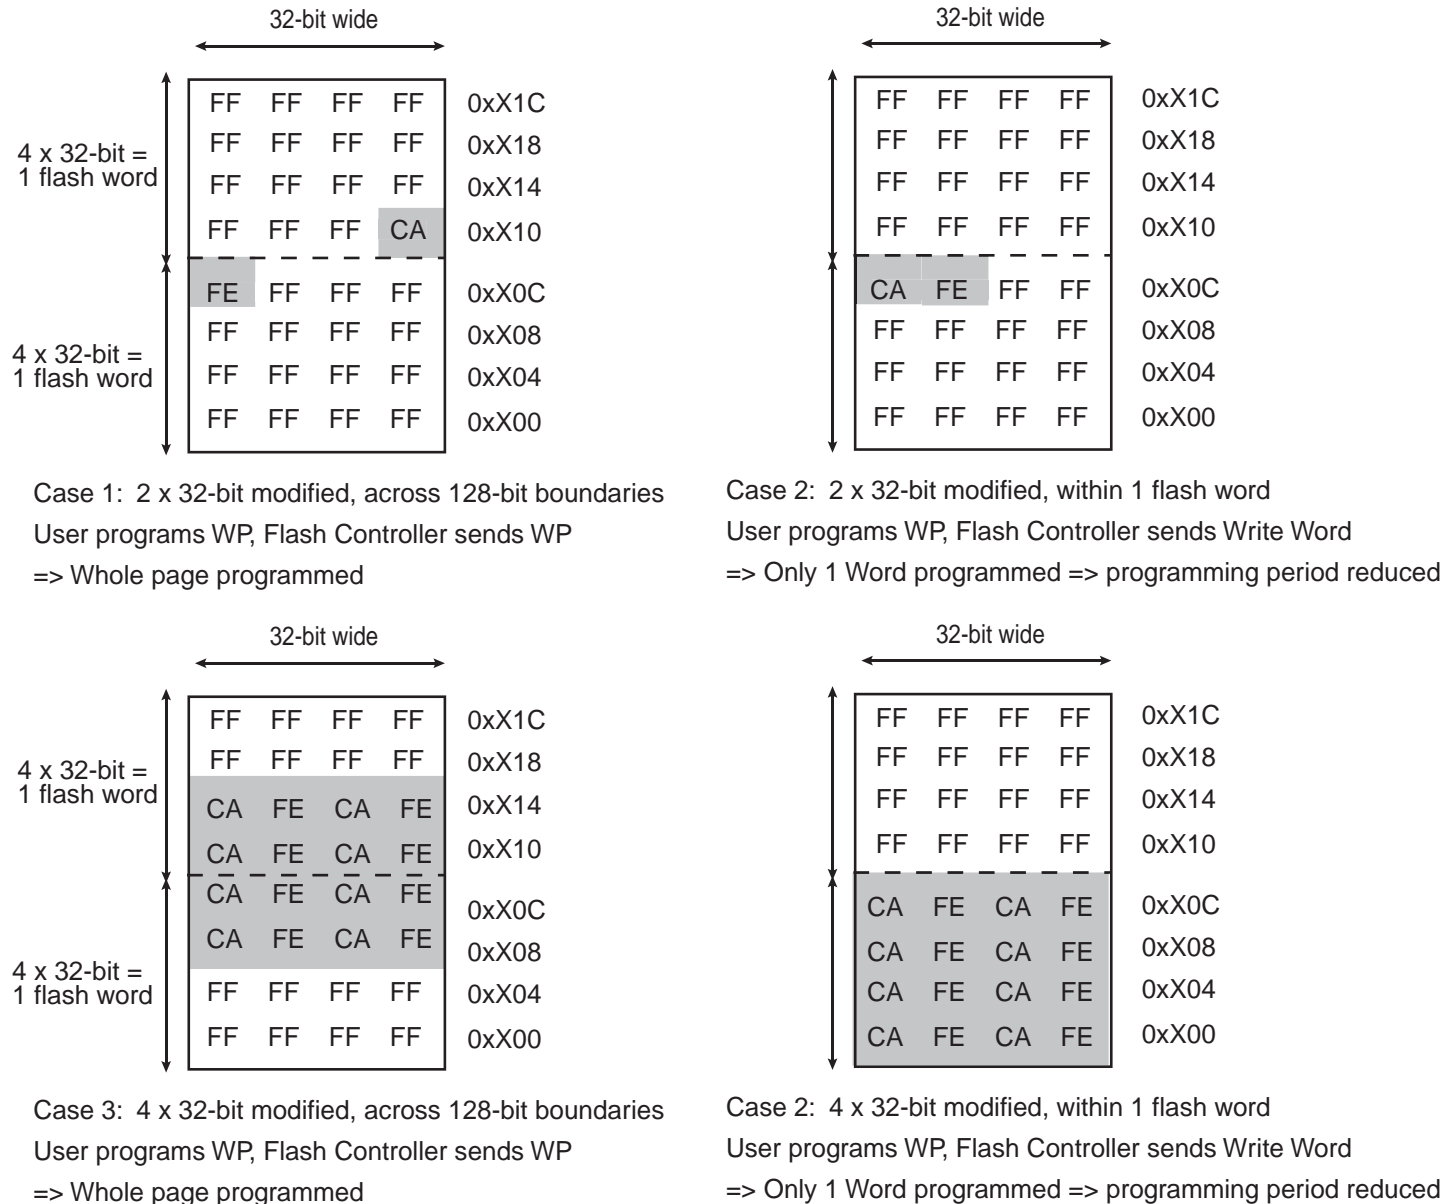 32-bit wide
4 x 32-bit =
1 flash word
4 x 32-bit =
1 flash word
FF FF FF FF 0xX1C
FF FF FF FF 0xX18
FF FF FF FF 0xX14
FF FF FF CA 0xX10
FE FF FF FF 0xX0C
FF FF FF FF 0xX08
FF FF FF FF 0xX04
FF FF FF FF 0xX00
Case 1: 2 x 32-bit modified, across 128-bit boundaries
User programs WP, Flash Controller sends WP
=> Whole page programmed
32-bit wide
FF FF FF FF 0xX1C
FF FF FF FF 0xX18
FF FF FF FF 0xX14
FF FF FF FF 0xX10
CA FE FF FF 0xX0C
FF FF FF FF 0xX08
FF FF FF FF 0xX04
FF FF FF FF 0xX00
Case 2: 2 x 32-bit modified, within 1 flash word
User programs WP, Flash Controller sends Write Word
=> Only 1 Word programmed => programming period reduced
32-bit wide
4 x 32-bit =
1 flash word
4 x 32-bit =
1 flash word
FF FF FF FF 0xX1C
FF FF FF FF 0xX18
CA FE CA FE 0xX14
CA FE CA FE 0xX10
CA FE CA FE 0xX0C
CA FE CA FE 0xX08
FF FF FF FF 0xX04
FF FF FF FF 0xX00
Case 3: 4 x 32-bit modified, across 128-bit boundaries
User programs WP, Flash Controller sends WP
=> Whole page programmed
32-bit wide
FF FF FF FF 0xX1C
FF FF FF FF 0xX18
FF FF FF FF 0xX14
FF FF FF FF 0xX10
CA FE CA FE 0xX0C
CA FE CA FE 0xX08
CA FE CA FE 0xX04
CA FE CA FE 0xX00
Case 2: 4 x 32-bit modified, within 1 flash word
User programs WP, Flash Controller sends Write Word
=> Only 1 Word programmed => programming period reduced